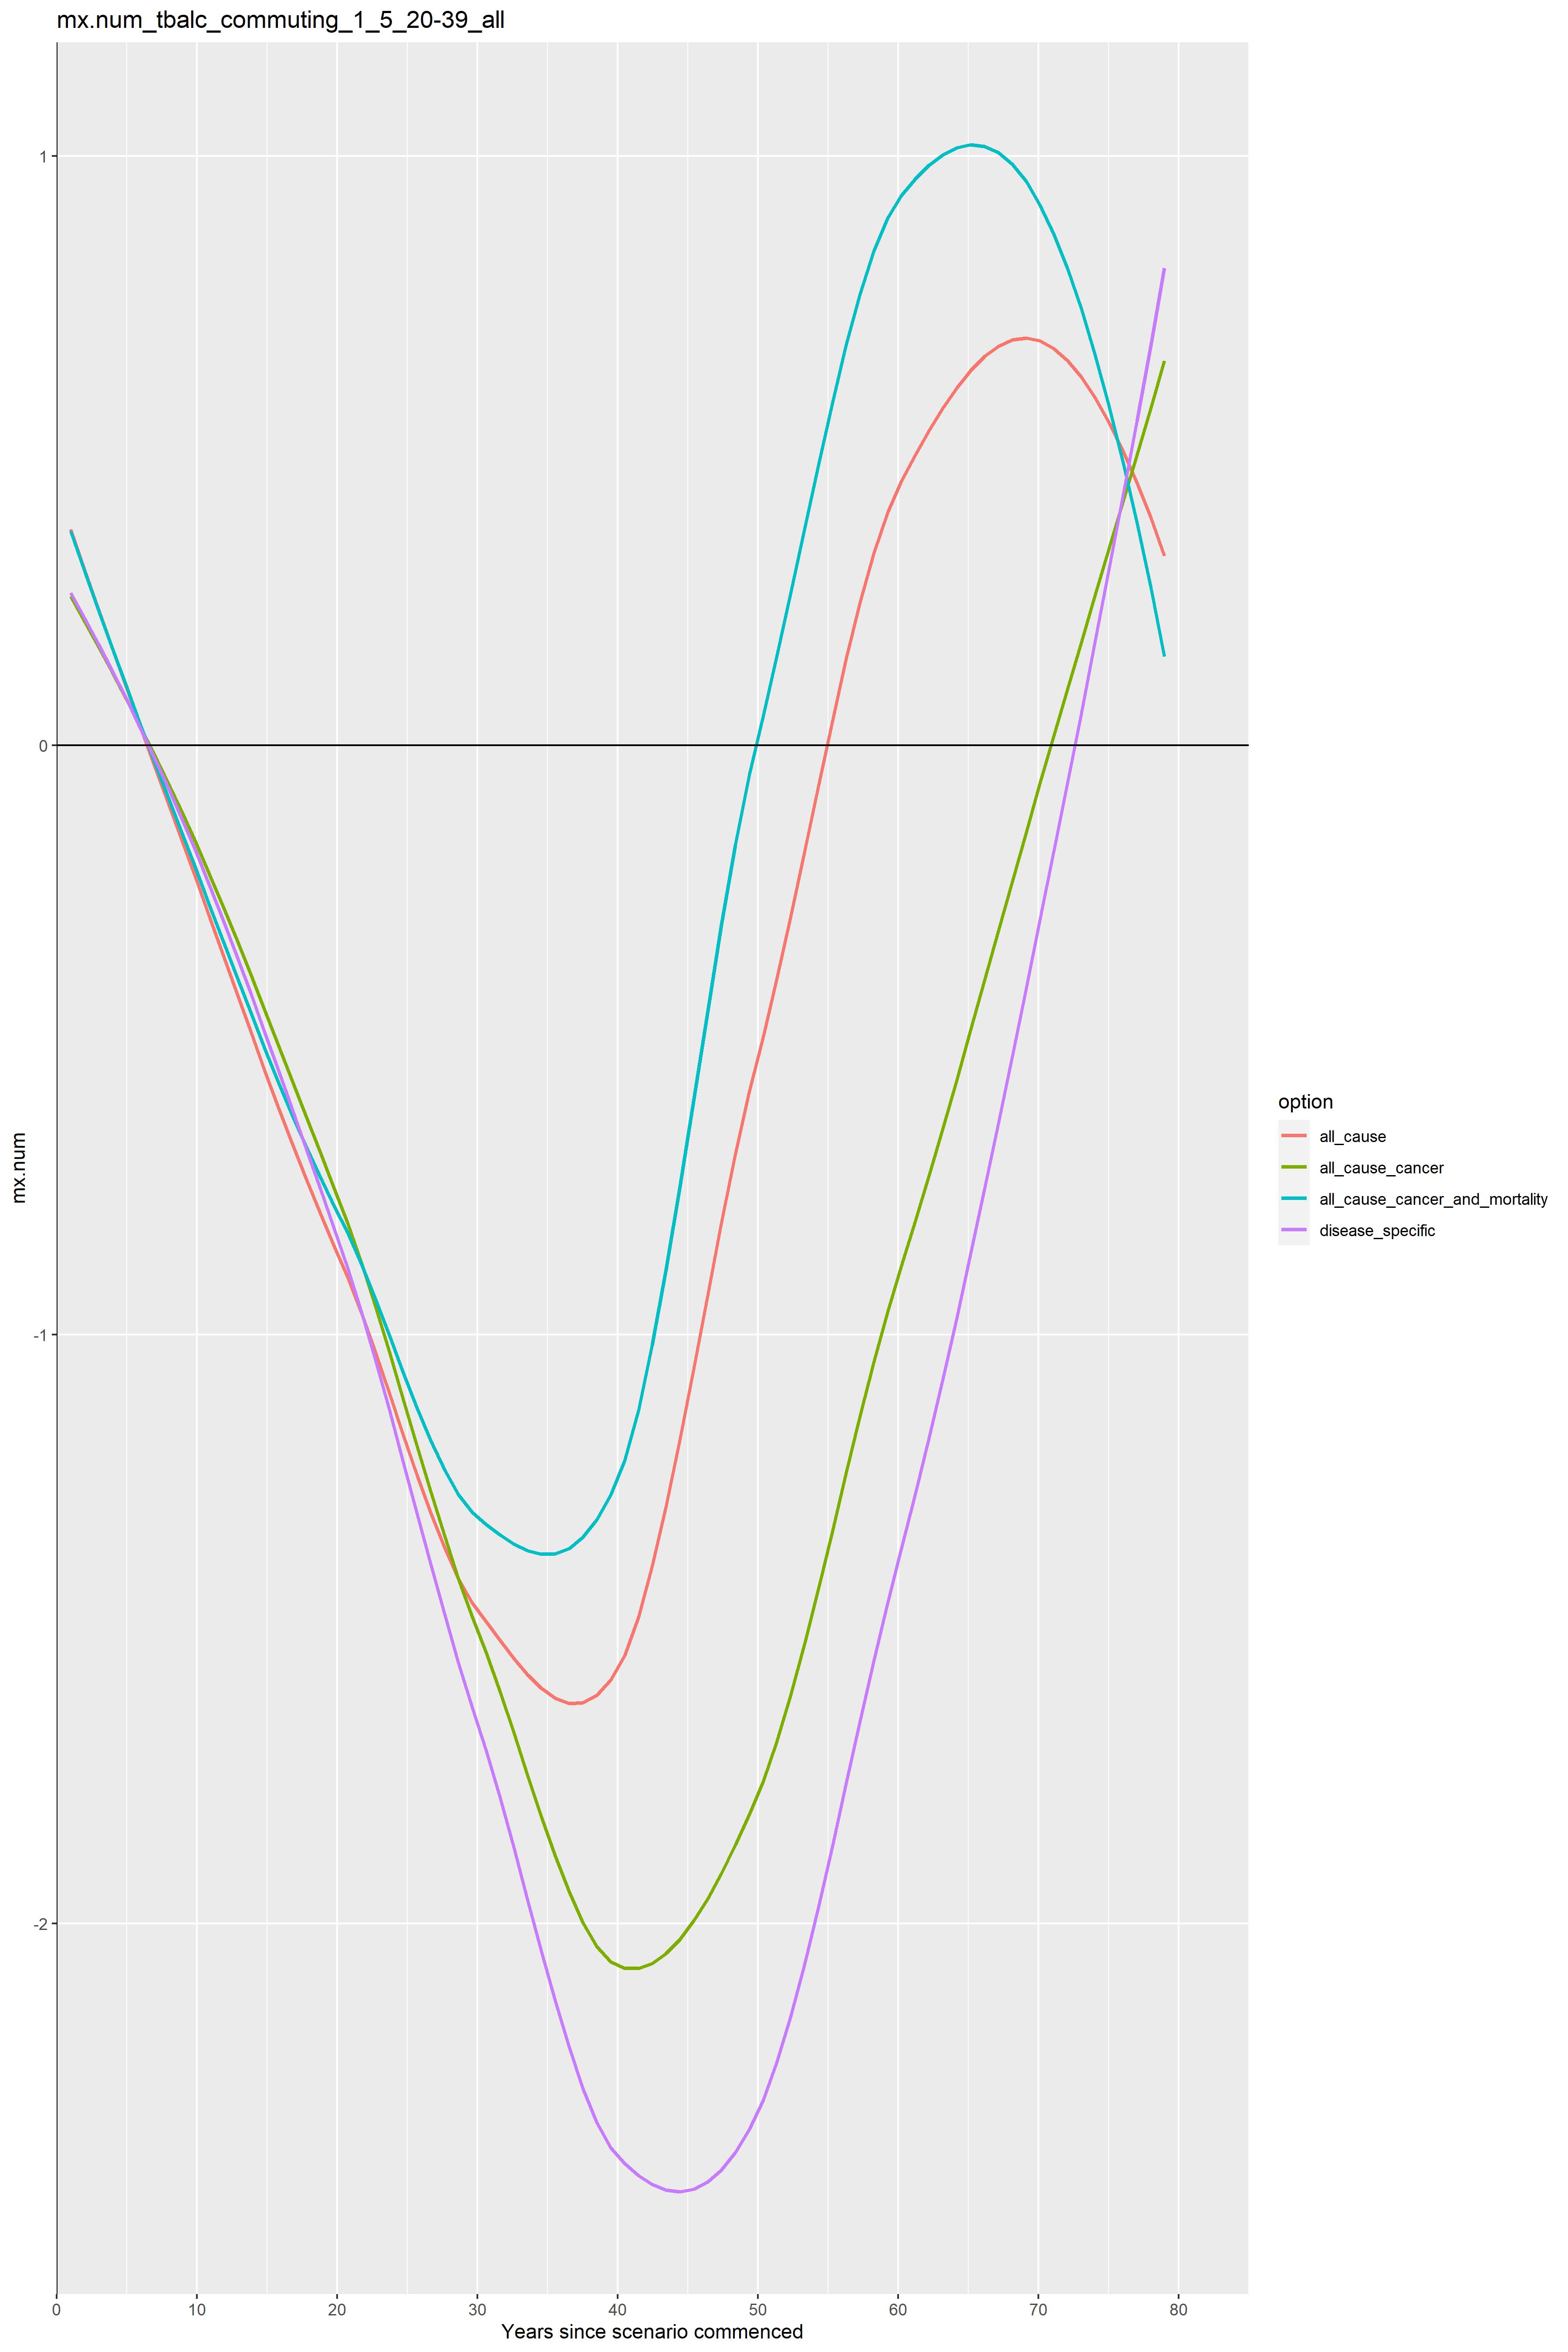 mx.num_tbalc_commuting_1_5_20-39_all
1
0
-1
-2
mx.num
0 10 20 30 40 50 60 70 80
Years since scenario commenced
option
all_cause
all_cause_cancer
all_cause_cancer_and_mortality
disease_specific